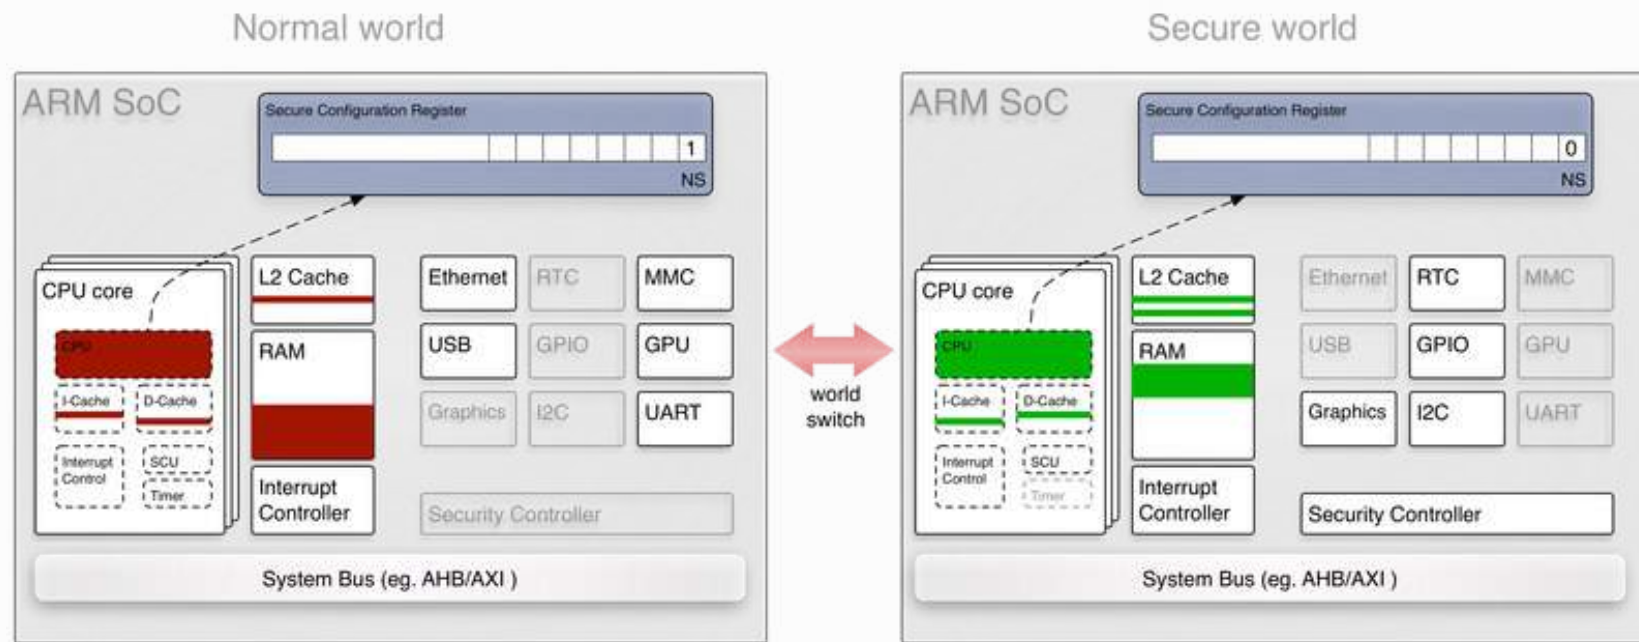 Normal world
Secure world
ARM SoC
Secure Configuration Register
1
NS
CPU core
CPU
I-Cache
D-Cache
Interrupt
Control
SCU
Timer
L2 Cache
RAM
Interrupt
Controller
Ethernet
RTC
MMC
USB
GPIO
GPU
Graphics
I2C
UART
Security Controller
System Bus (eg. AHB/AXI )
world
switch
ARM SoC
Secure Configuration Register
0
NS
CPU core
CPU
I-Cache
D-Cache
Interrupt
Control
SCU
Timer
L2 Cache
RAM
Interrupt
Controller
Ethernet
RTC
MMC
USB
GPIO
GPU
Graphics
I2C
UART
Security Controller
System Bus (eg. AHB/AXI )